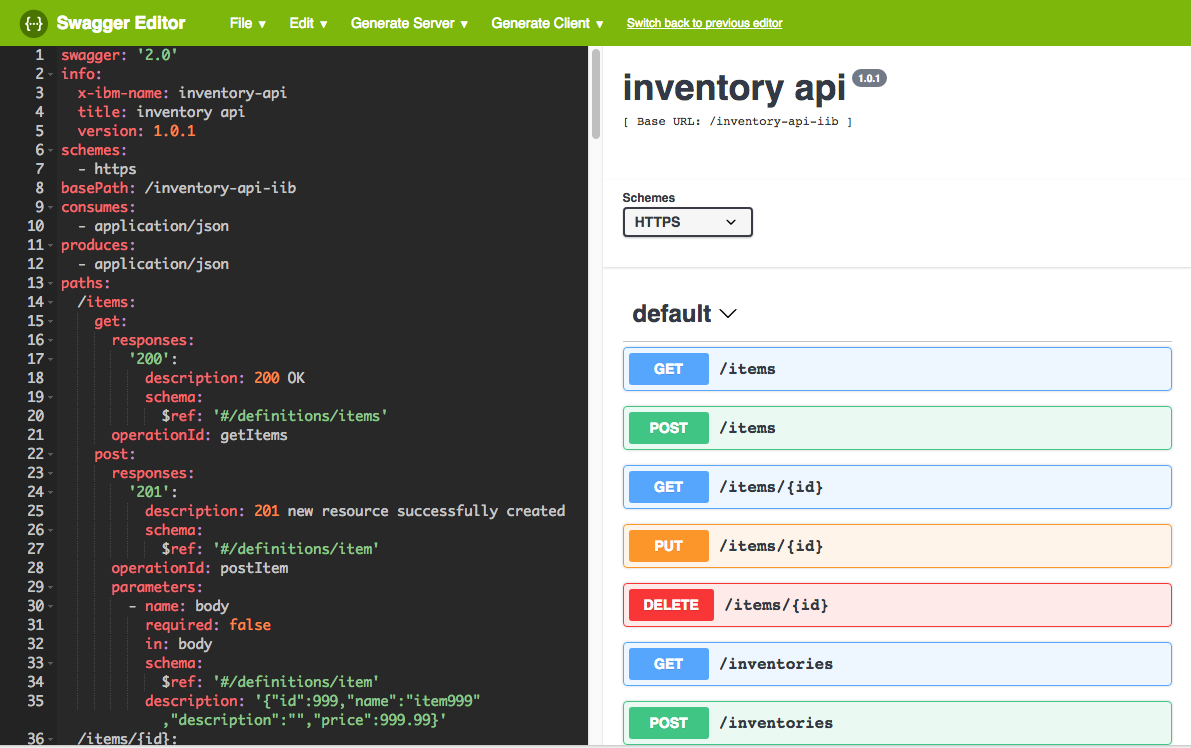 {··}
Swagger Editor File ▾ Edit ▾ Generate Server ▾ Generate Client ▾ Switch back to previous editor
1 swagger: '2.0'
2 info:
3 x-ibm-name: inventory-api
4 title: inventory api
5 version: 1.0.1
6 schemes:
7 - https
8 basePath: /inventory-api-iib
9 consumes:
10 - application/json
11 produces:
12 - application/json
13 paths:
14 /items:
15 get:
16 responses:
17 '200':
18 description: 200 OK
19 schema:
20 $ref: '#/definitions/items'
21 operationId: getItems
22 post:
23 responses:
24 '201':
25 description: 201 new resource successfully created
26 schema:
27 $ref: '#/definitions/item'
28 operationId: postItem
29 parameters:
30 - name: body
31 required: false
32 in: body
33 schema:
34 $ref: '#/definitions/item'
35 description: '{"id":999,"name":"item999"
,"description":"","price":999.99}'
36 /items/{id}:
inventory api 1.0.1
[ Base URL: /inventory-api-iib ]
Schemes
HTTPS
default
GET /items
POST /items
GET /items/{id}
PUT /items/{id}
DELETE /items/{id}
GET /inventories
POST /inventories